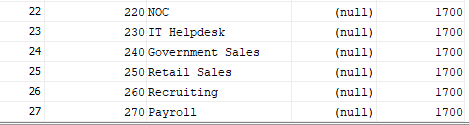 22 220 NOC (null) 1700
23 230 IT Helpdesk (null) 1700
24 240 Government Sales (null) 1700
25 250 Retail Sales (null) 1700
26 260 Recruiting (null) 1700
27 270 Payroll (null) 1700